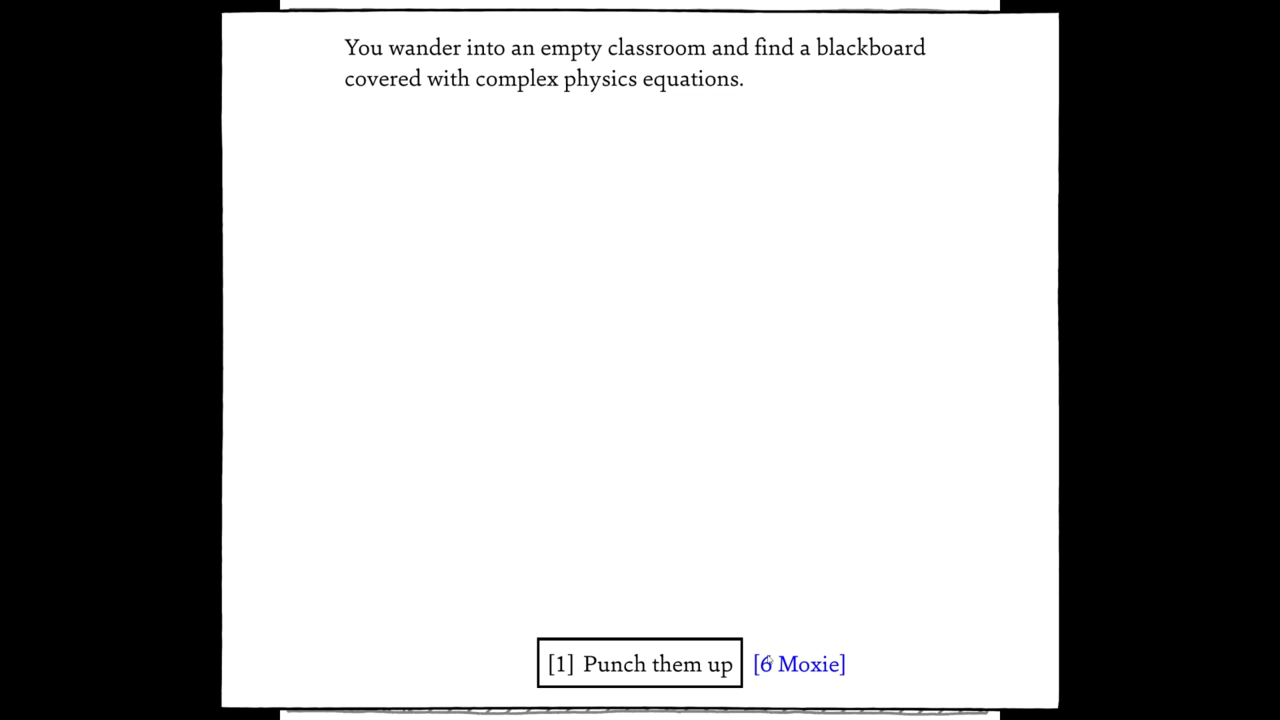 You wander into an empty classroom and find a blackboard
covered with complex physics equations.
[1] Punch them up [6 Moxie]